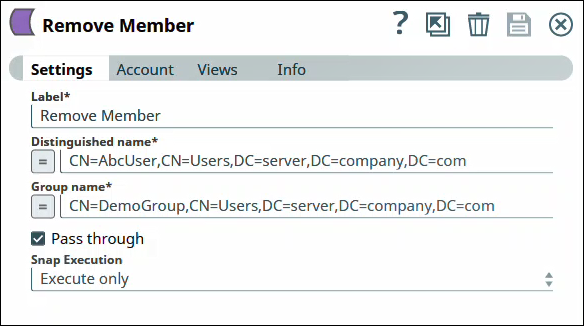 Remove Member
?
Settings Account Views Info
Label*
Remove Member
Distinguished name*
= CN=AbcUser,CN=Users,DC=server,DC=company,DC=com
Group name*
= CN=DemoGroup,CN=Users,DC=server,DC=company,DC=com
Pass through
Snap Execution
Execute only